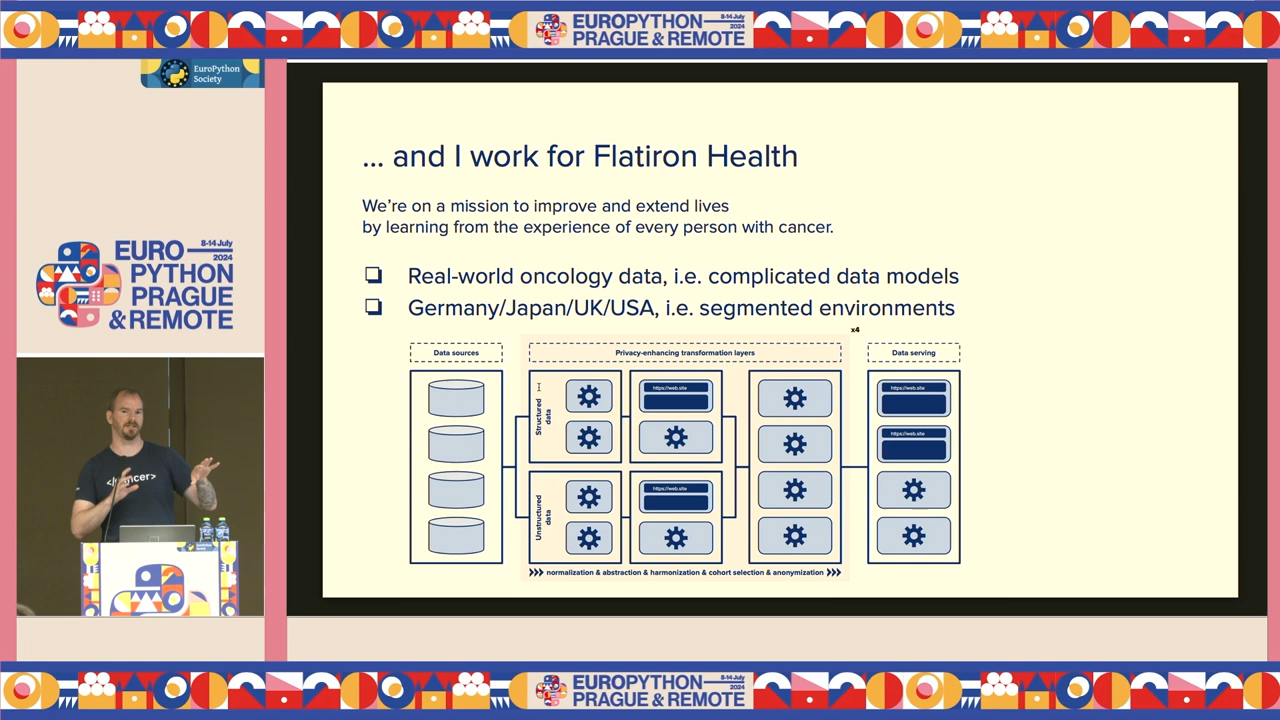 EUROPYTHON
8-14 July
2024
PRAGUE & REMOTE
EuroPython
Society
EURO
8-14 July
2024
PYTHON
PRAGUE
& REMOTE
... and I work for Flatiron Health
We're on a mission to improve and extend lives
by learning from the experience of every person with cancer.
❏ Real-world oncology data, i.e. complicated data models
❏ Germany/Japan/UK/USA, i.e. segmented environments
x4
Data sources
Privacy-enhancing transformation layers
Data serving
Structured
data
https://web.site
https://web.site
https://web.site
Unstructured
data
https://web.site
>>> normalization & abstraction & harmonization & cohort selection & anonymization >>>
EUROPYTHON
8-14 July
2024
PRAGUE & REMOTE